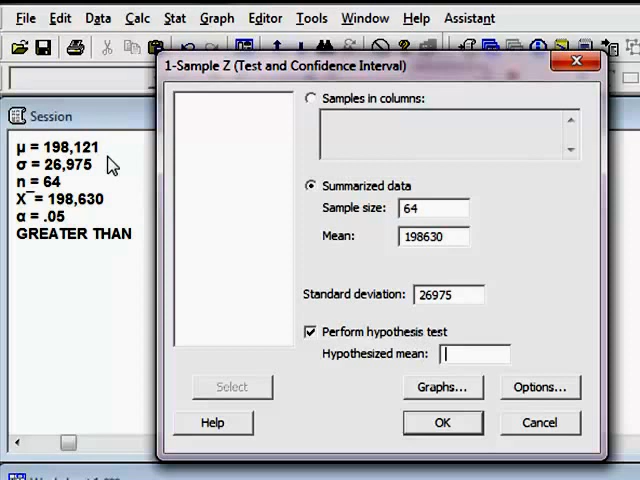 File Edit Data Calc Stat Graph Editor Tools Window Help Assistant
1-Sample Z (Test and Confidence Interval)
Session
μ = 198,121
σ = 26,975
n = 64
X¯= 198,630
α = .05
GREATER THAN
Samples in columns:
Summarized data
Sample size: 64
Mean: 198630
Standard deviation: 26975
Perform hypothesis test
Hypothesized mean:
Select Graphs... Options...
Help OK Cancel